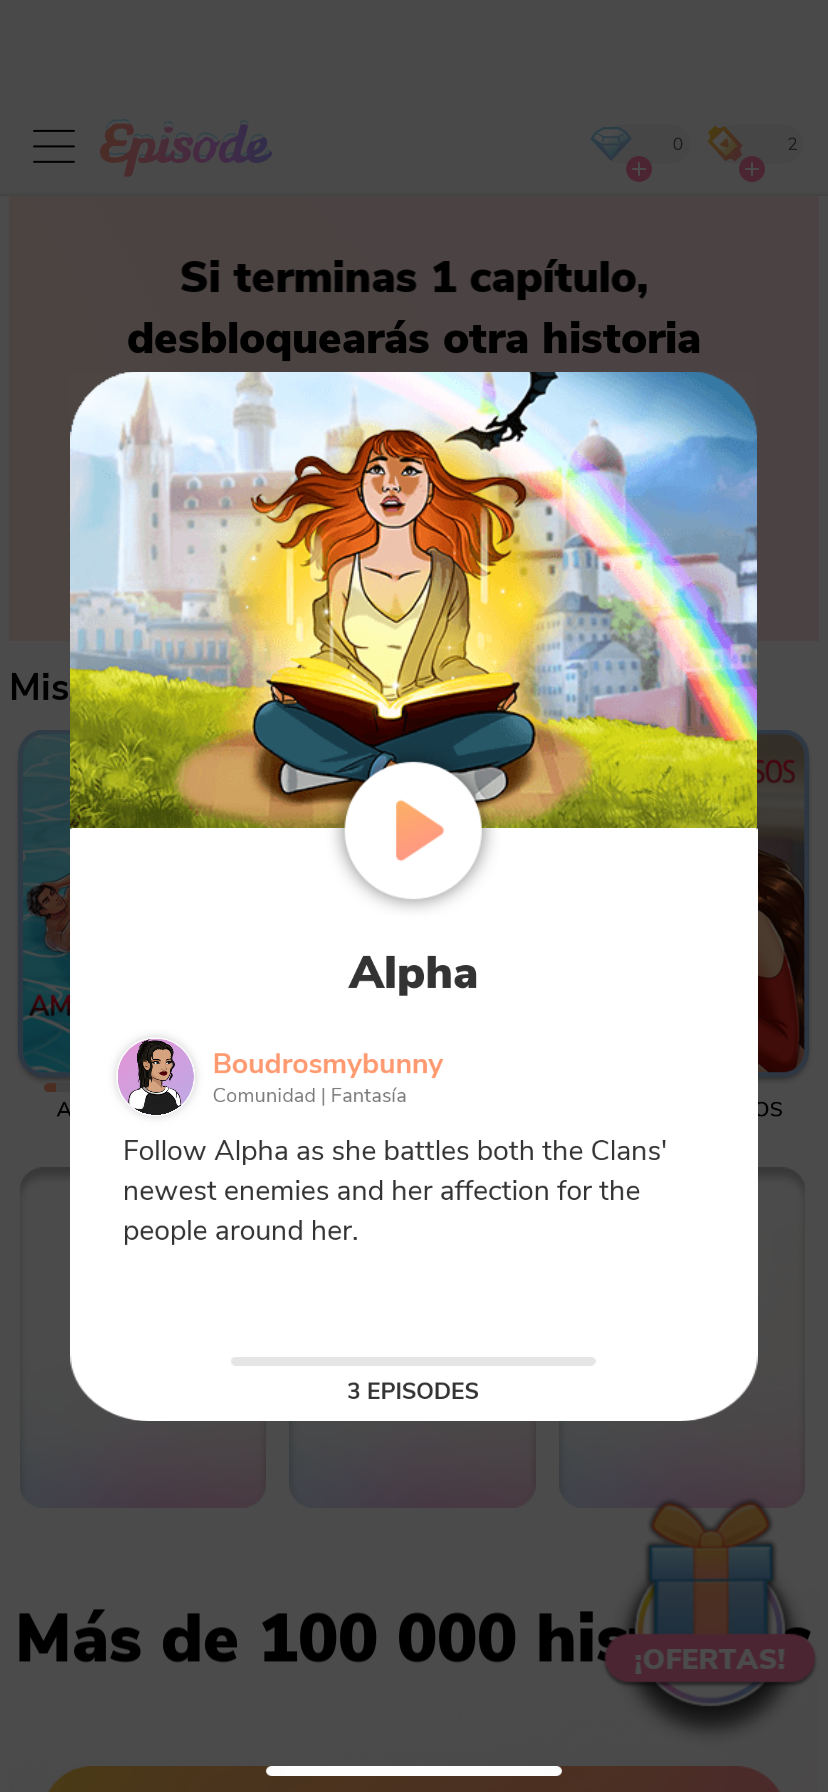 Episode
0
2
Si terminas 1 capítulo,
desbloquearás otra historia
Mis
SOS
AM
A
OS
Alpha
Boudrosmybunny
Comunidad | Fantasía
Follow Alpha as she battles both the Clans'
newest enemies and her affection for the
people around her.
3 EPISODES
Más de 100 000 his
¡OFERTAS!